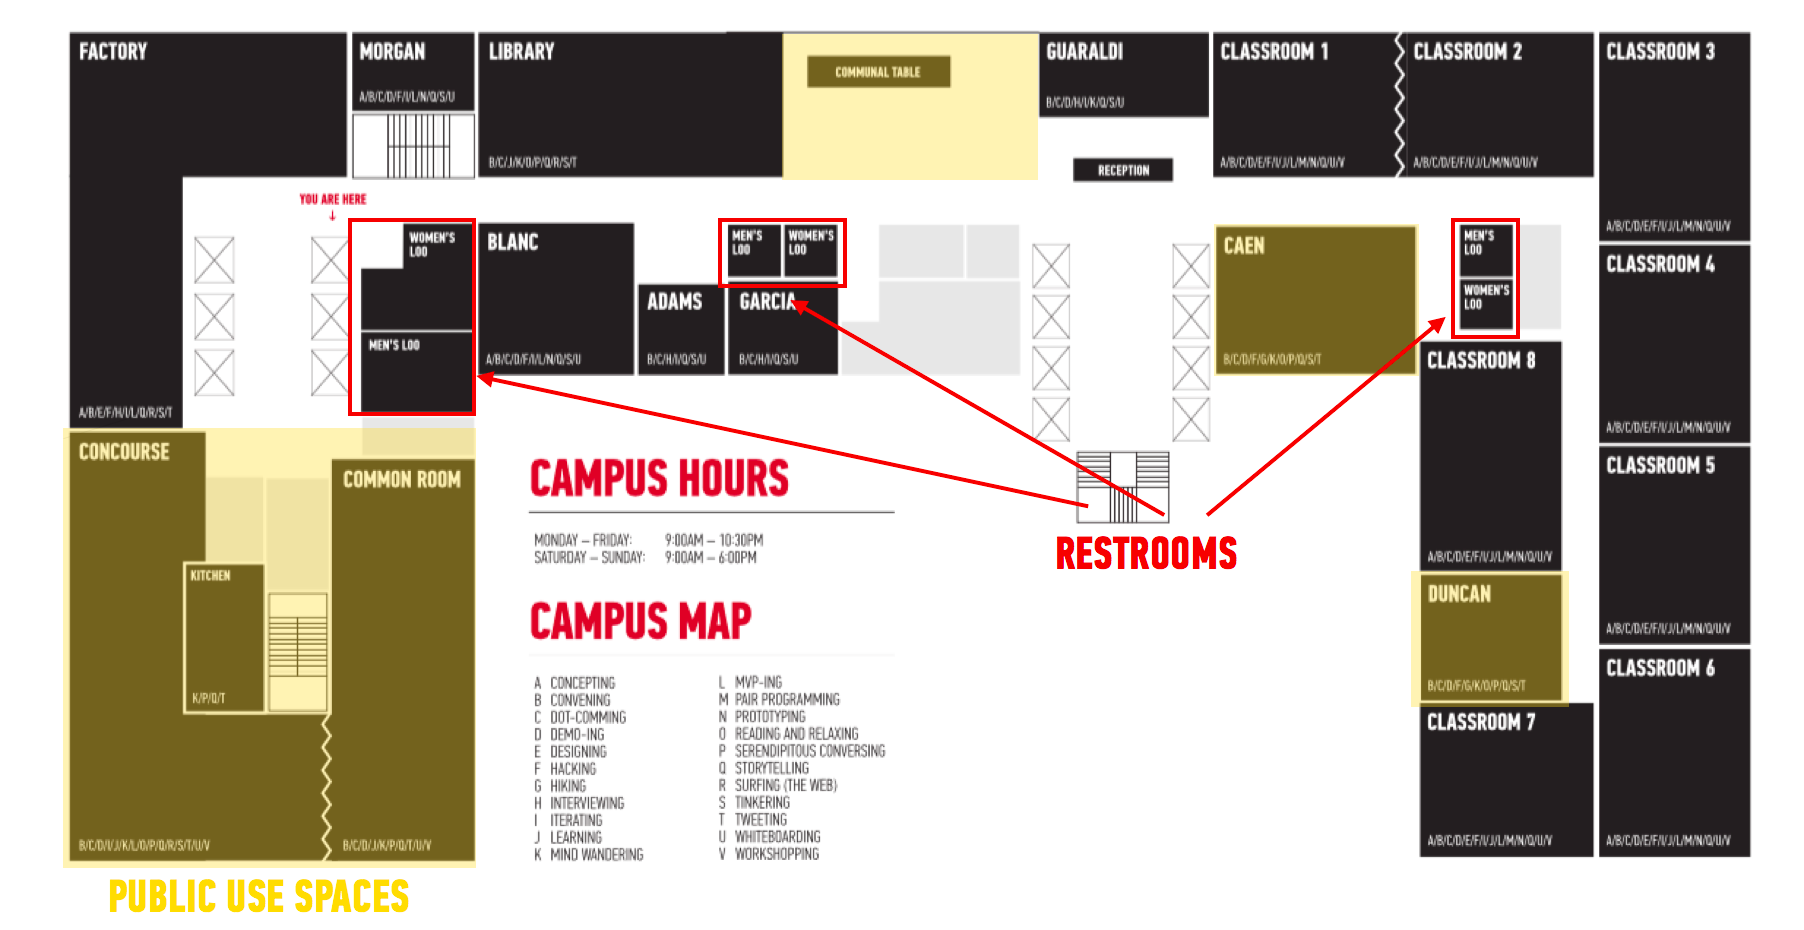 FACTORY
MORGAN
A/B/C/D/F/I/L/N/Q/S/U
LIBRARY
B/C/J/K/O/P/Q/R/S/T
COMMUNAL TABLE
GUARALDI
B/C/D/H/I/K/Q/S/U
RECEPTION
CLASSROOM 1
A/B/C/D/E/F/I/J/L/M/N/Q/U/V
CLASSROOM 2
A/B/C/D/E/F/I/J/L/M/N/Q/U/V
CLASSROOM 3
A/B/C/D/E/F/I/J/L/M/N/Q/U/V
YOU ARE HERE
↓
WOMEN'S
LOO
MEN'S LOO
BLANC
A/B/C/D/F/I/L/N/Q/S/U
ADAMS
B/C/H/I/Q/S/U
MEN'S
LOO
WOMEN'S
LOO
GARCIA
B/C/H/I/Q/S/U
CAEN
B/C/D/F/G/K/O/P/Q/S/T
MEN'S
LOO
WOMEN'S
LOO
CLASSROOM 4
A/B/C/D/E/F/I/J/L/M/N/Q/U/V
CLASSROOM 8
A/B/C/D/E/F/I/J/L/M/N/Q/U/V
A/B/E/F/H/I/L/Q/R/S/T
CONCOURSE
COMMON ROOM
KITCHEN
K/P/Q/T
B/C/D/I/J/K/L/O/P/Q/R/S/T/U/V
B/C/D/J/K/P/Q/T/U/V
CAMPUS HOURS
MONDAY – FRIDAY: 9:00AM – 10:30PM
SATURDAY – SUNDAY: 9:00AM – 6:00PM
RESTROOMS
CLASSROOM 5
A/B/C/D/E/F/I/J/L/M/N/Q/U/V
DUNCAN
B/C/D/F/G/K/O/P/Q/S/T
CLASSROOM 6
A/B/C/D/E/F/I/J/L/M/N/Q/U/V
CLASSROOM 7
A/B/C/D/E/F/I/J/L/M/N/Q/U/V
CAMPUS MAP
A CONCEPTING
B CONVENING
C DOT-COMMING
D DEMO-ING
E DESIGNING
F HACKING
G HIKING
H INTERVIEWING
I ITERATING
J LEARNING
K MIND WANDERING
L MVP-ING
M PAIR PROGRAMMING
N PROTOTYPING
O READING AND RELAXING
P SERENDIPITOUS CONVERSING
Q STORYTELLING
R SURFING (THE WEB)
S TINKERING
T TWEETING
U WHITEBOARDING
V WORKSHOPPING
PUBLIC USE SPACES